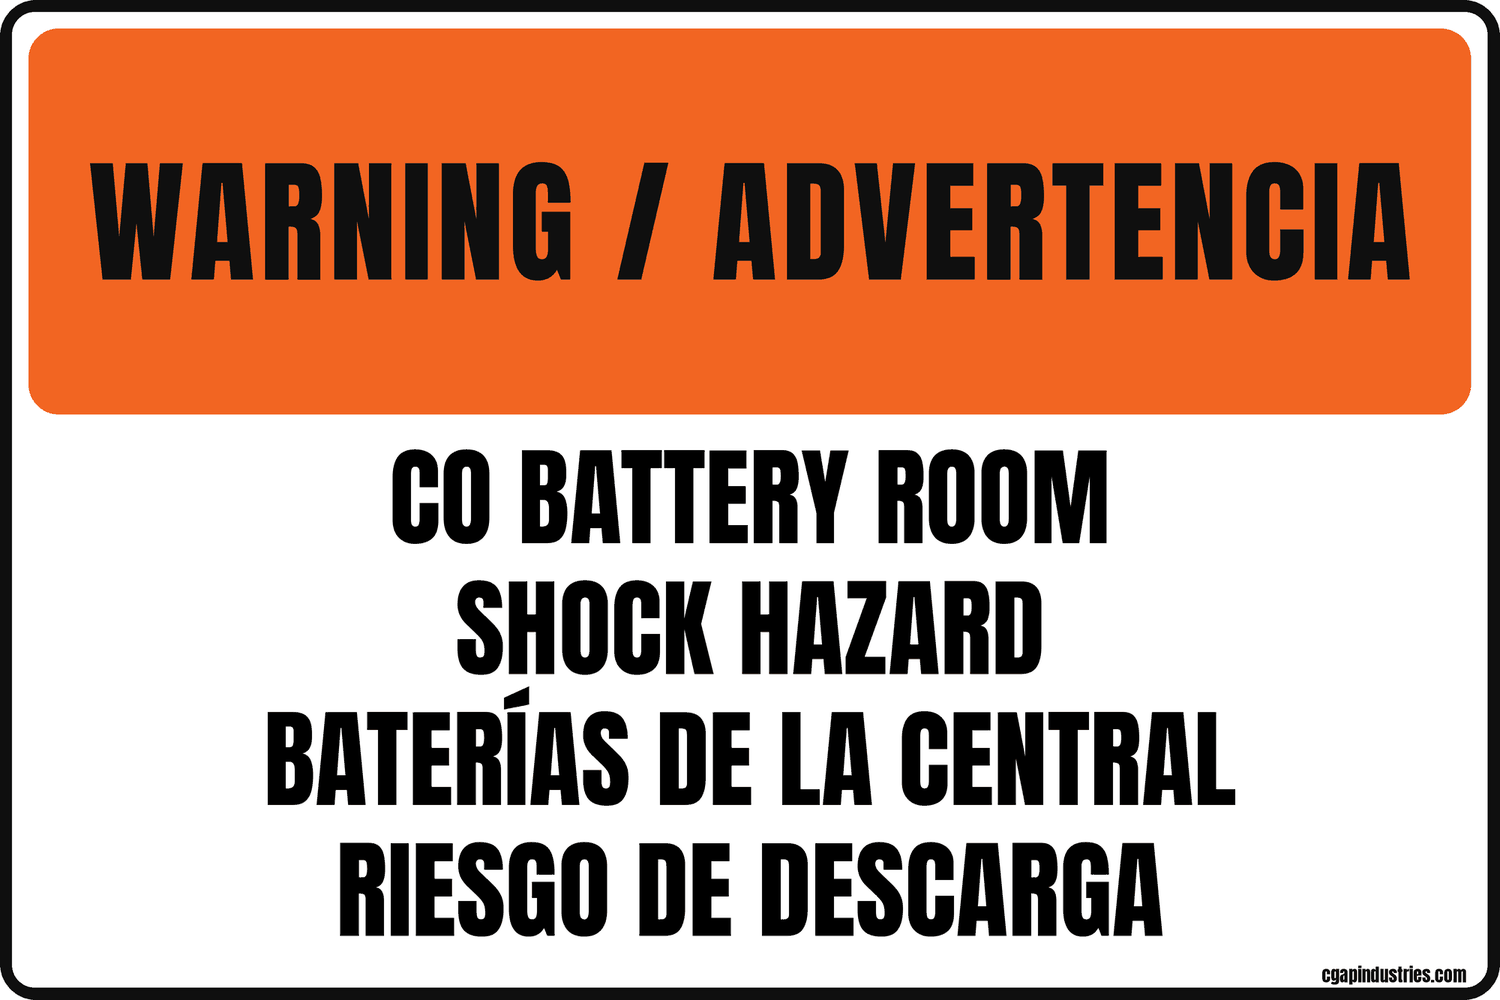 WARNING / ADVERTENCIA
CO BATTERY ROOM
SHOCK HAZARD
BATERÍAS DE LA CENTRAL
RIESGO DE DESCARGA
cgapindustries.com